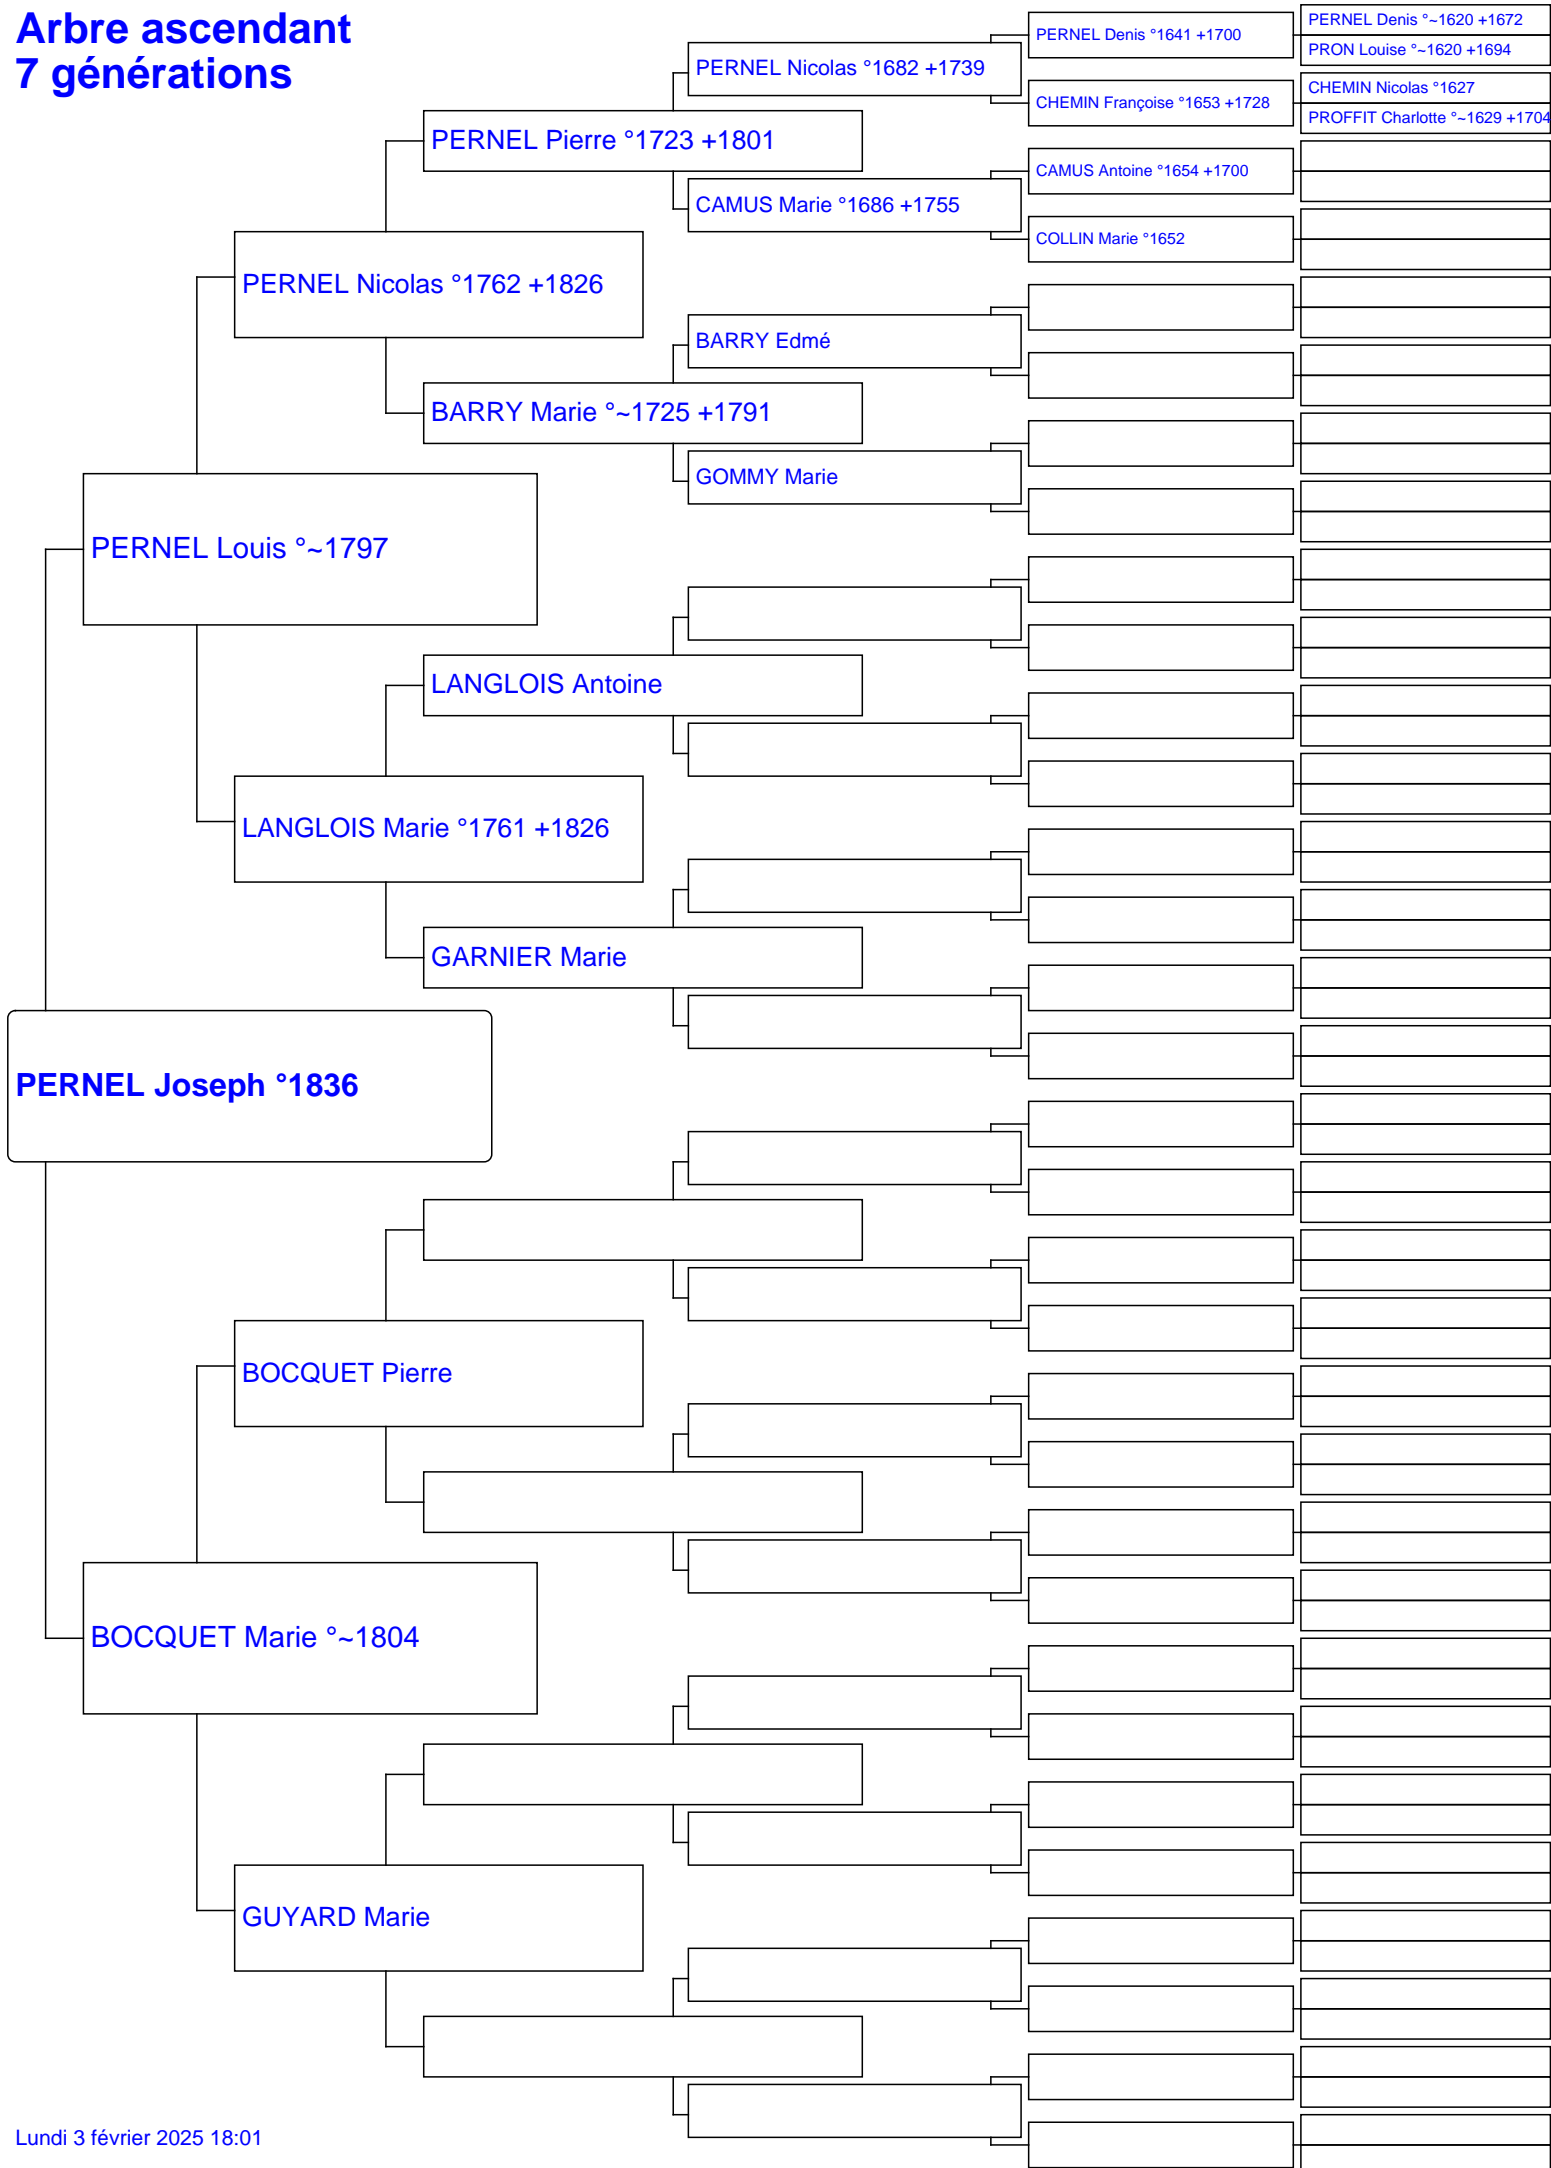 Arbre ascendant
7 générations
PERNEL Denis °~1620 +1672
PERNEL Denis °1641 +1700
PRON Louise °~1620 +1694
PERNEL Nicolas °1682 +1739
CHEMIN Nicolas °1627
CHEMIN Françoise °1653 +1728
PROFFIT Charlotte °~1629 +1704
PERNEL Pierre °1723 +1801
CAMUS Antoine °1654 +1700
CAMUS Marie °1686 +1755
COLLIN Marie °1652
PERNEL Nicolas °1762 +1826
BARRY Edmé
BARRY Marie °~1725 +1791
GOMMY Marie
PERNEL Louis °~1797
LANGLOIS Antoine
LANGLOIS Marie °1761 +1826
GARNIER Marie
PERNEL Joseph °1836
BOCQUET Pierre
BOCQUET Marie °~1804
GUYARD Marie
Lundi 3 février 2025 18:01